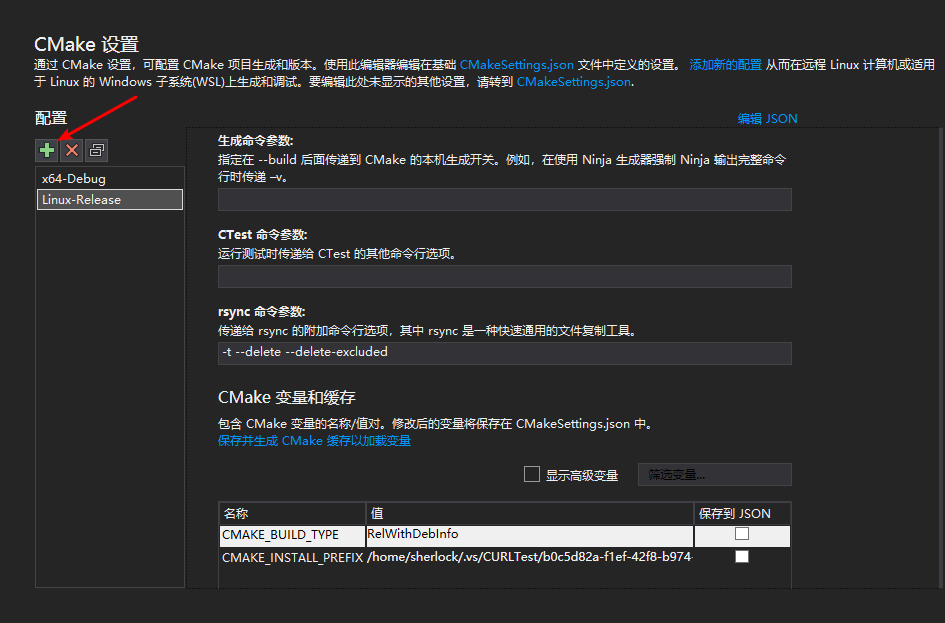 CMake 设置
通过 CMake 设置，可配置 CMake 项目生成和版本。使用此编辑器编辑在基础 CMakeSettings.json 文件中定义的设置。 添加新的配置 从而在远程 Linux 计算机或适用
于 Linux 的 Windows 子系统(WSL)上生成和调试。要编辑此处未显示的其他设置，请转到 CMakeSettings.json.
配置
编辑 JSON
x64-Debug
Linux-Release
生成命令参数:
指定在 --build 后面传递到 CMake 的本机生成开关。例如，在使用 Ninja 生成器强制 Ninja 输出完整命令
行时传递 –v。
CTest 命令参数:
运行测试时传递给 CTest 的其他命令行选项。
rsync 命令参数:
传递给 rsync 的附加命令行选项，其中 rsync 是一种快速通用的文件复制工具。
-t --delete --delete-excluded
CMake 变量和缓存
包含 CMake 变量的名称/值对。修改后的变量将保存在 CMakeSettings.json 中。
保存并生成 CMake 缓存以加载变量
显示高级变量 筛选变量...
名称 值 保存到 JSON
CMAKE_BUILD_TYPE RelWithDebInfo
CMAKE_INSTALL_PREFIX /home/sherlock/.vs/CURLTest/b0c5d82a-f1ef-42f8-b974-